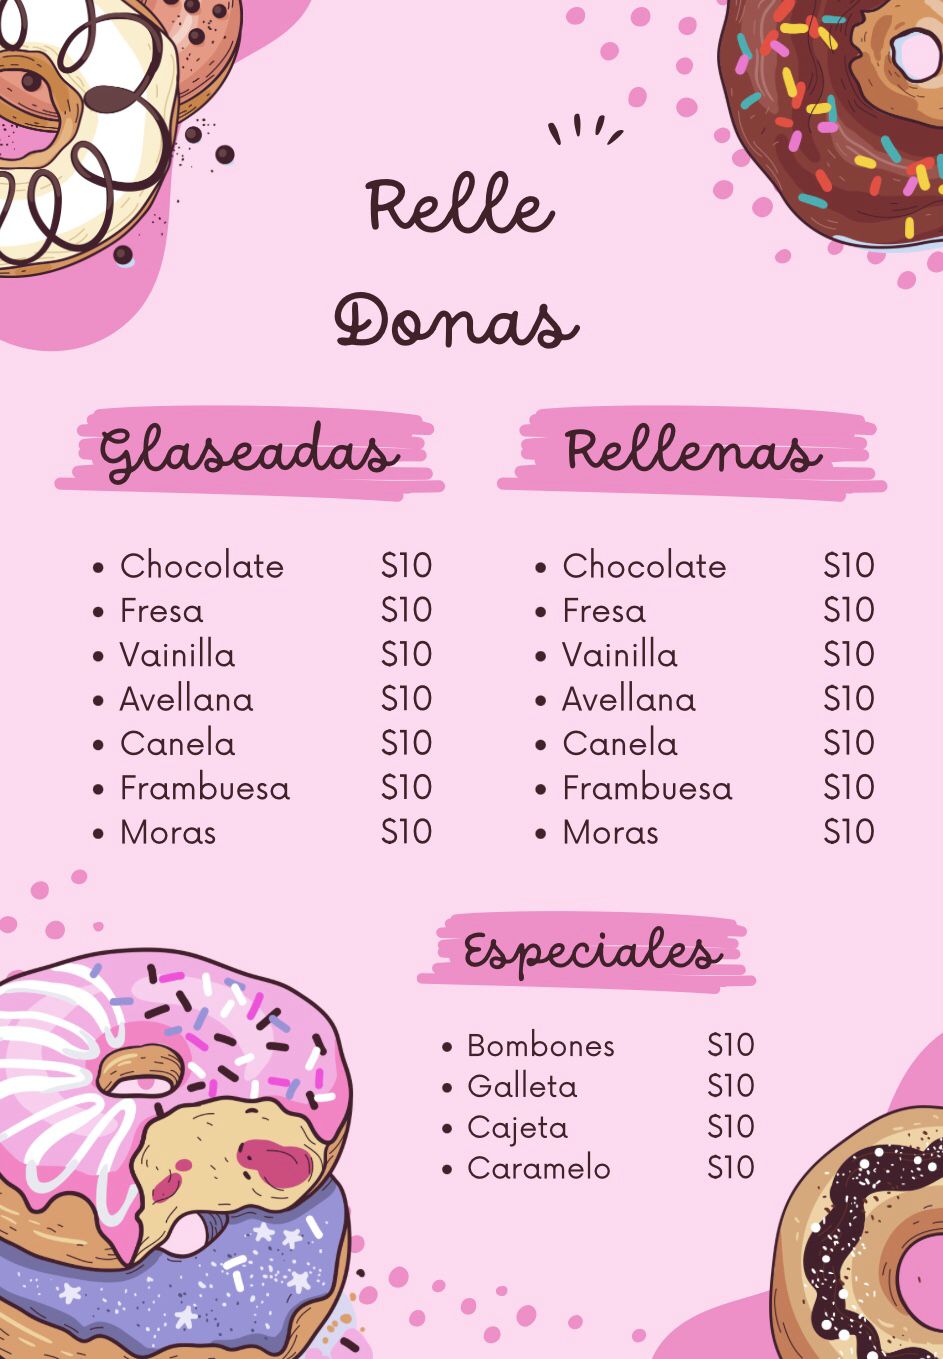 Relle
Donas
Glaseadas
• Chocolate S10
• Fresa S10
• Vainilla S10
• Avellana S10
• Canela S10
• Frambuesa S10
• Moras S10
Rellenas
• Chocolate S10
• Fresa S10
• Vainilla S10
• Avellana S10
• Canela S10
• Frambuesa S10
• Moras S10
Especiales
• Bombones S10
• Galleta S10
• Cajeta S10
• Caramelo S10